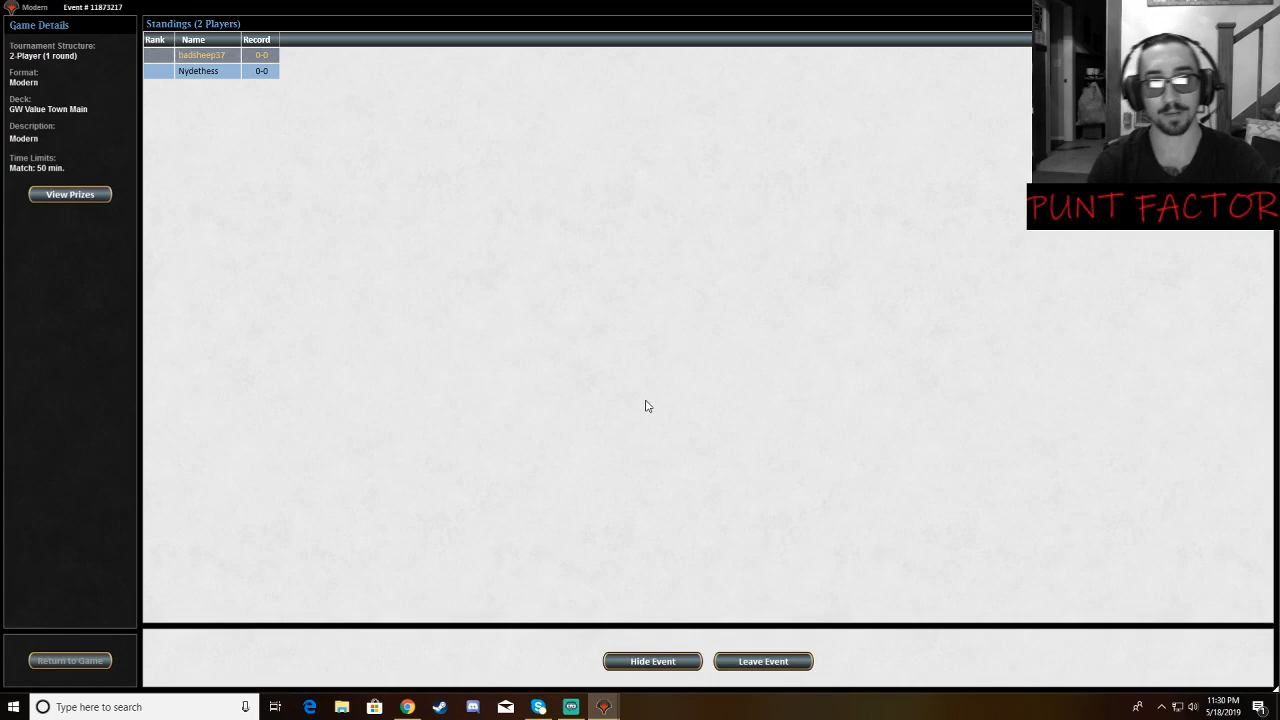 Modern Event # 11873217
Game Details
Tournament Structure:
2-Player (1 round)
Format:
Modern
Deck:
GW Value Town Main
Description:
Modern
Time Limits:
Match: 50 min.
View Prizes
Return to Game
Standings (2 Players)
Rank Name Record
badsheep37 0-0
Nydethess 0-0
PUNT FACTOR
Hide Event Leave Event
Type here to search
11:30 PM
5/18/2019